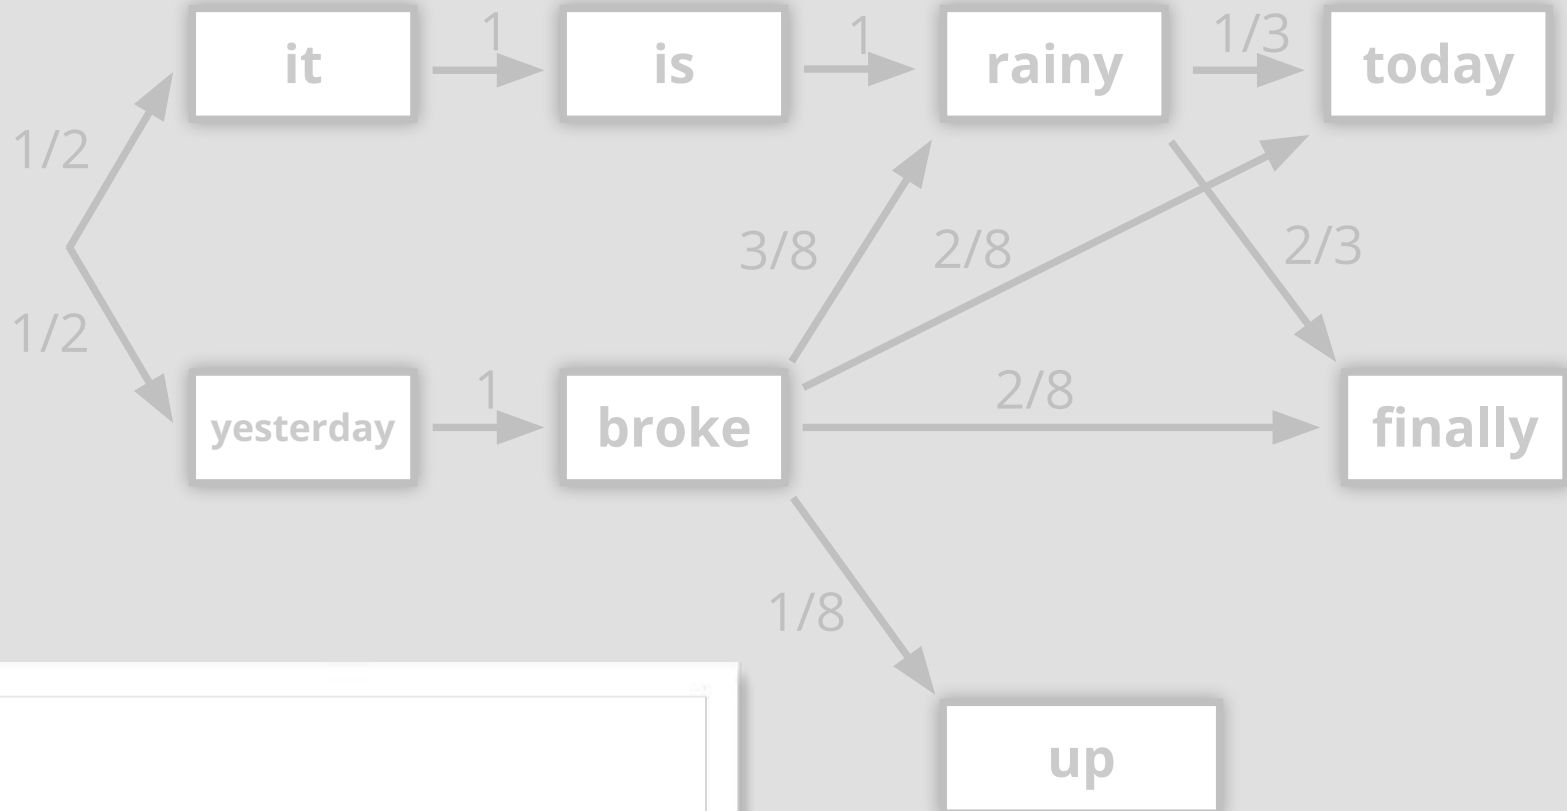 1 1 1/3
it is rainy today
1/2
3/8 2/8 2/3
1/2
1 2/8
yesterday broke finally
1/8
up